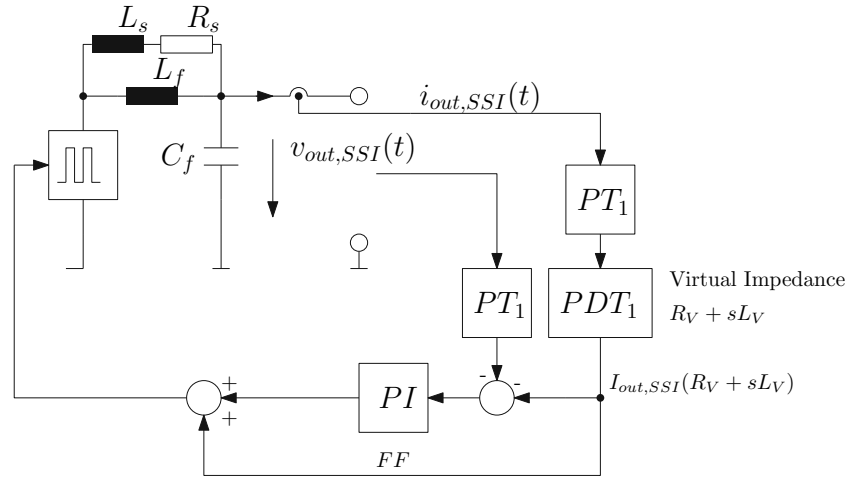 L_s R_s
L_f
i_{out,SSI}(t)
C_f v_{out,SSI}(t)
PT_1
PT_1 PDT_1 Virtual Impedance
R_V + sL_V
- -
I_{out,SSI}(R_V + sL_V)
+
+
PI
FF